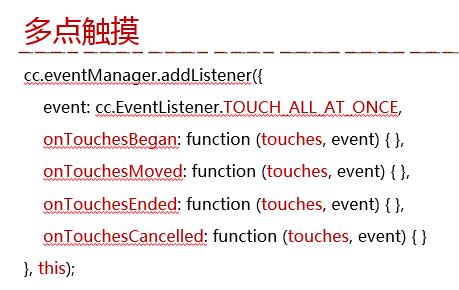 多点触摸
cc.eventManager.addListener({
event: cc.EventListener.TOUCH_ALL_AT_ONCE,
onTouchesBegan: function (touches, event) { },
onTouchesMoved: function (touches, event) { },
onTouchesEnded: function (touches, event) { },
onTouchesCancelled: function (touches, event) { }
}, this);